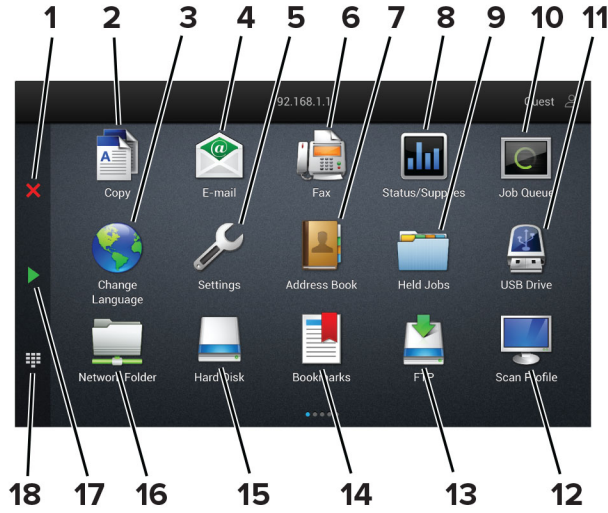 1 2 3 4 5 6 7 8 9 10 11
92.168.1.1
Guest
Copy E-mail Fax Status/Supplies Job Queue
Change
Language Settings Address Book Held Jobs USB Drive
Network Folder Hard Disk Bookmarks FTP Scan Profile
18 17 16 15 14 13 12